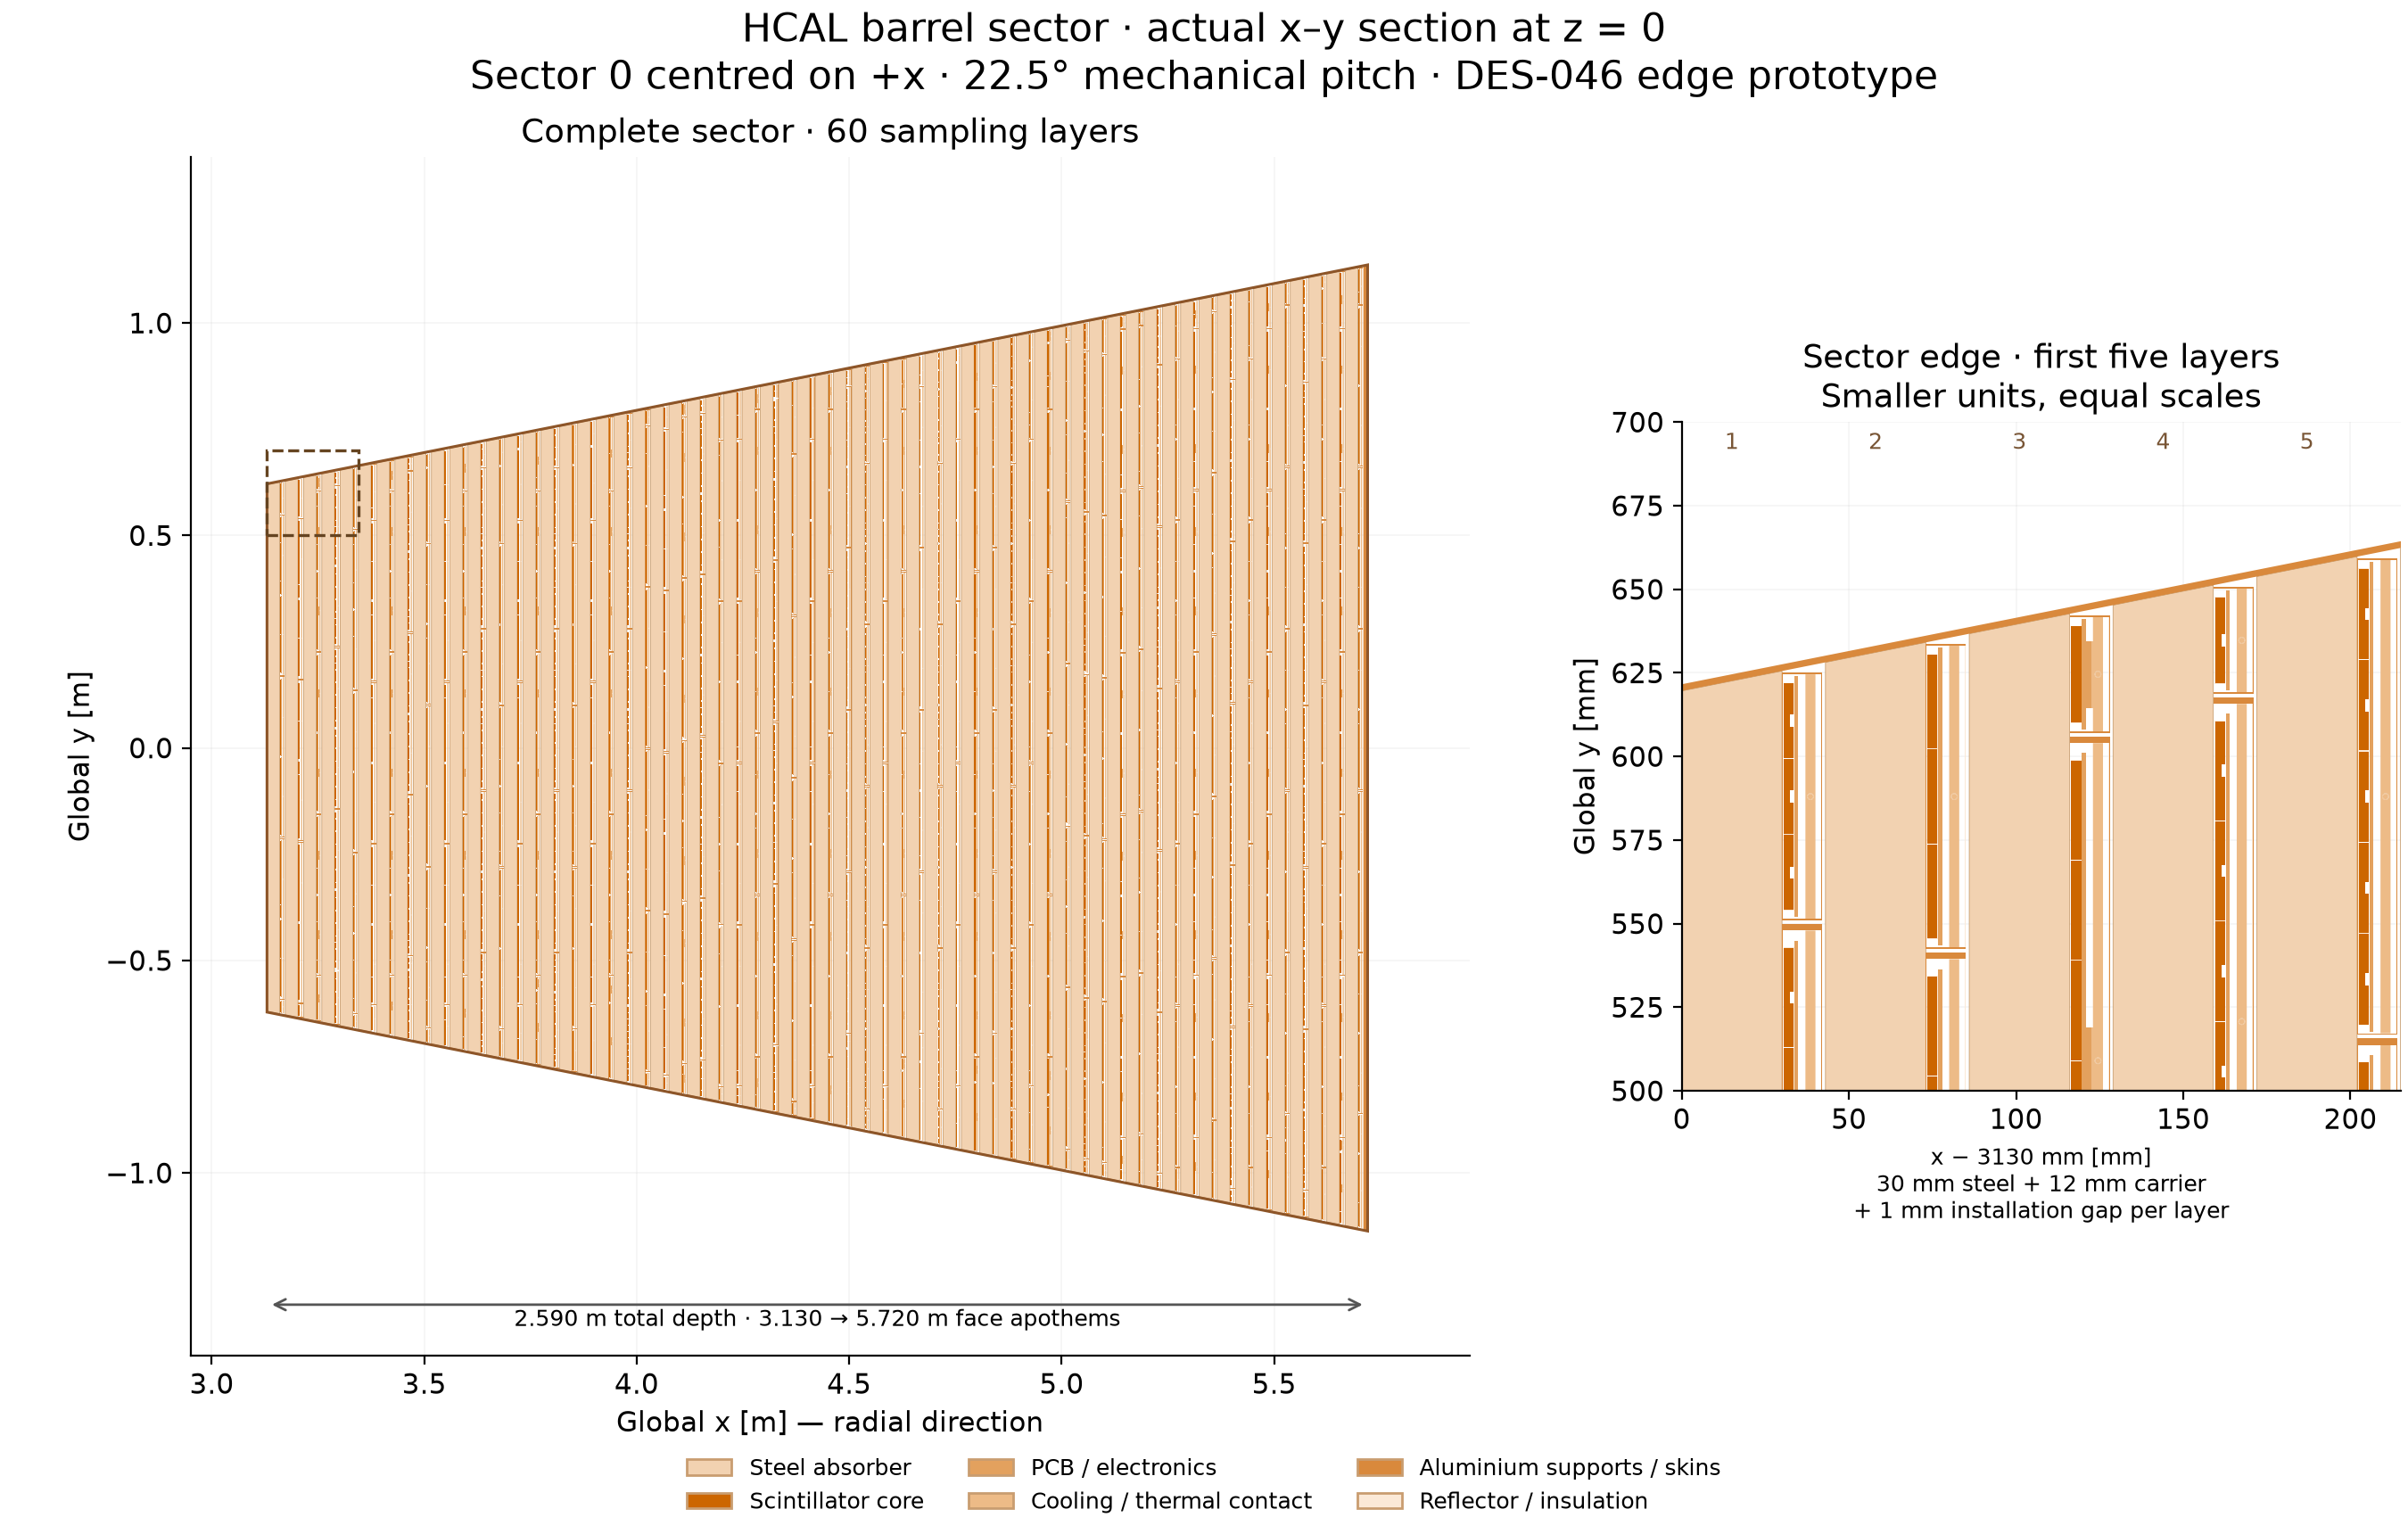 HCAL barrel sector · actual x–y section at z = 0
Sector 0 centred on +x · 22.5° mechanical pitch · DES-046 edge prototype
Complete sector · 60 sampling layers
Global y [m]
1.0
0.5
0.0
−0.5
−1.0
2.590 m total depth · 3.130 → 5.720 m face apothems
3.0 3.5 4.0 4.5 5.0 5.5
Global x [m] — radial direction
Sector edge · first five layers
Smaller units, equal scales
1 2 3 4 5
Global y [mm]
700
675
650
625
600
575
550
525
500
0 50 100 150 200
x − 3130 mm [mm]
30 mm steel + 12 mm carrier
+ 1 mm installation gap per layer
Steel absorber
Scintillator core
PCB / electronics
Cooling / thermal contact
Aluminium supports / skins
Reflector / insulation